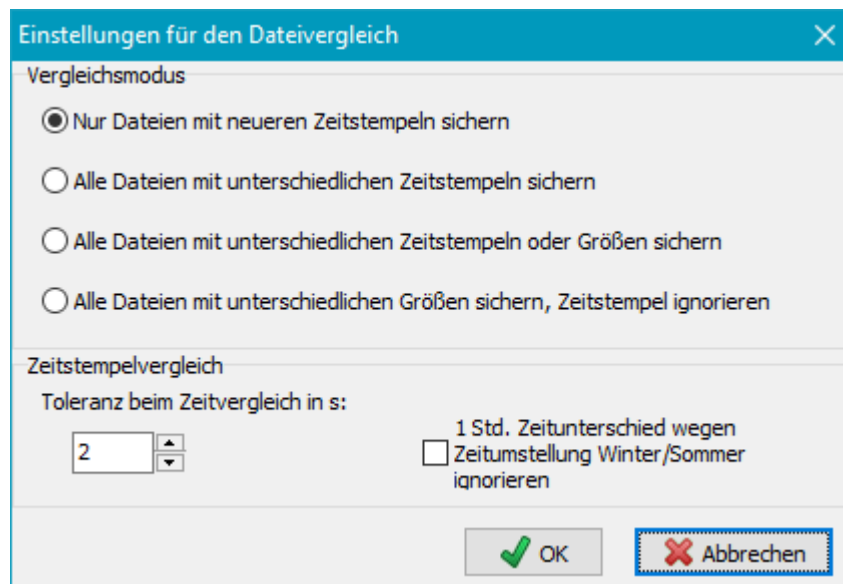 Einstellungen für den Dateivergleich
Vergleichsmodus
Nur Dateien mit neueren Zeitstempeln sichern
Alle Dateien mit unterschiedlichen Zeitstempeln sichern
Alle Dateien mit unterschiedlichen Zeitstempeln oder Größen sichern
Alle Dateien mit unterschiedlichen Größen sichern, Zeitstempel ignorieren
Zeitstempelvergleich
Toleranz beim Zeitvergleich in s:
2
1 Std. Zeitunterschied wegen
Zeitumstellung Winter/Sommer
ignorieren
OK
Abbrechen